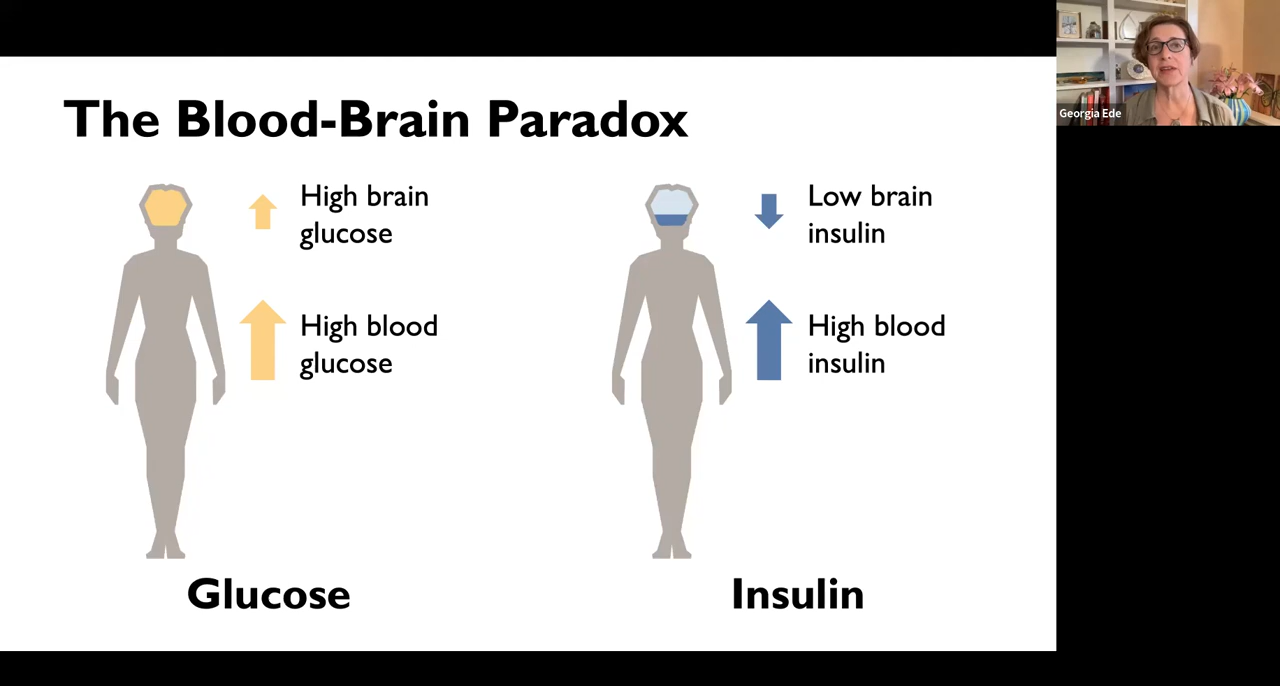 The Blood-Brain Paradox
High brain
glucose
High blood
glucose
Glucose
Low brain
insulin
High blood
insulin
Insulin
Georgia Ede